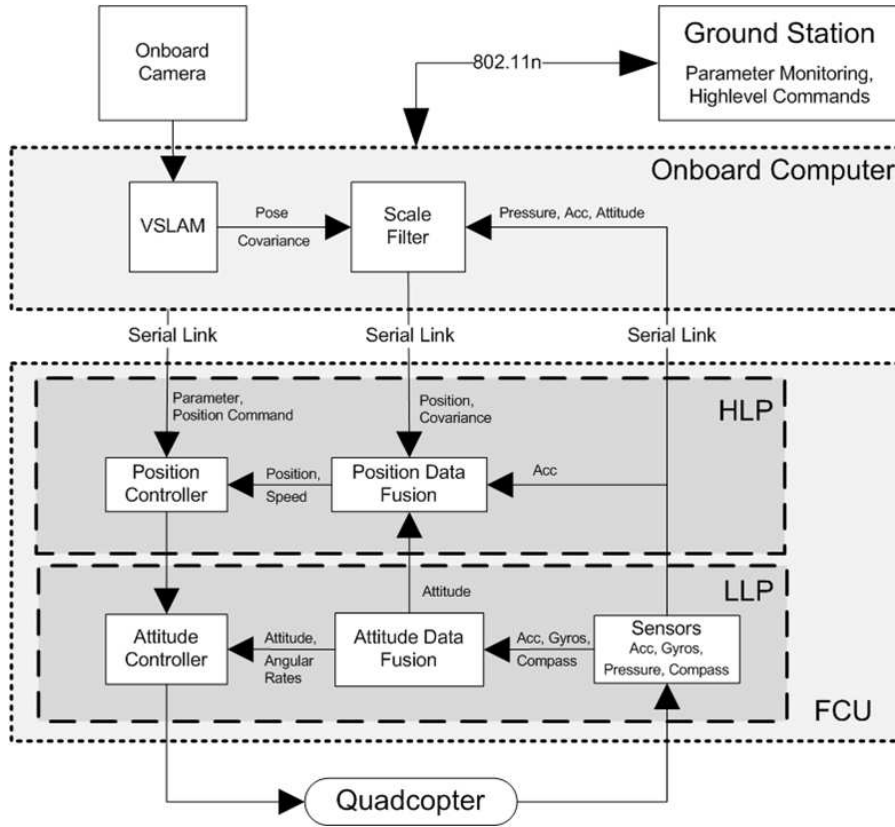 Onboard
Camera
802.11n
Ground Station
Parameter Monitoring,
Highlevel Commands
Onboard Computer
VSLAM
Pose
Covariance
Scale
Filter
Pressure, Acc, Attitude
Serial Link
Serial Link
Serial Link
HLP
Parameter,
Position Command
Position,
Covariance
Position
Controller
Position,
Speed
Position Data
Fusion
Acc
LLP
Attitude
Attitude
Controller
Attitude,
Angular
Rates
Attitude Data
Fusion
Acc, Gyros,
Compass
Sensors
Acc, Gyros,
Pressure, Compass
FCU
Quadcopter